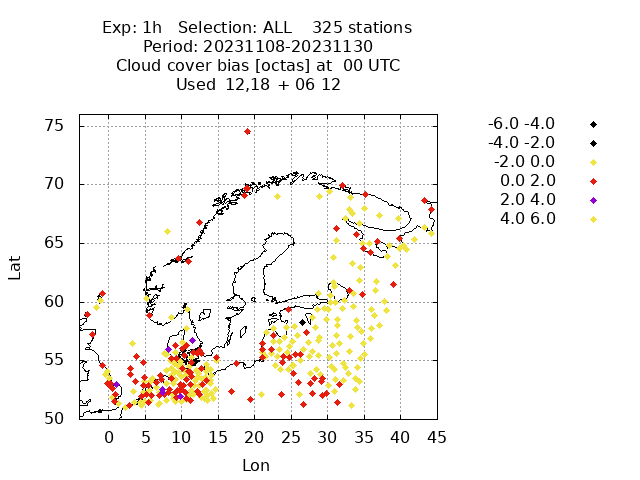 Exp: 1h   Selection: ALL    325 stations
Period: 20231108-20231130
Cloud cover bias [octas] at  00 UTC
Used  12,18 + 06 12
-6.0 -4.0
-4.0 -2.0
-2.0 0.0
0.0 2.0
2.0 4.0
4.0 6.0
75
70
65
60
55
50
Lat
0 5 10 15 20 25 30 35 40 45
Lon